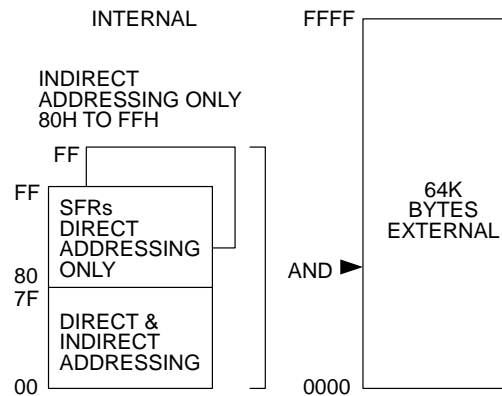 INTERNAL
INDIRECT
ADDRESSING ONLY
80H TO FFH
FF
FF
SFRs
DIRECT
ADDRESSING
ONLY
80
7F
DIRECT &
INDIRECT
ADDRESSING
00
FFFF
64K
BYTES
EXTERNAL
AND
0000